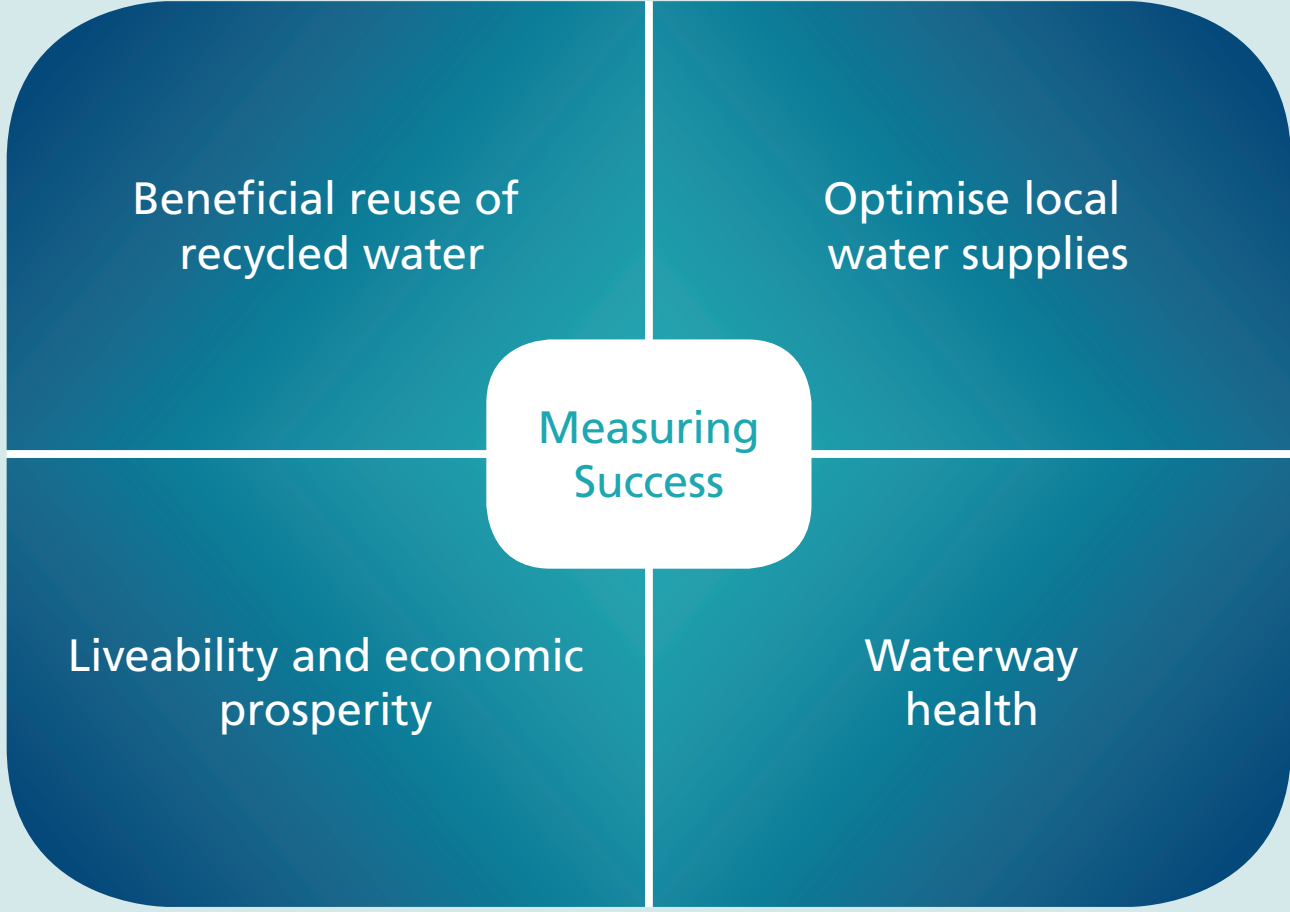 Beneficial reuse of
recycled water
Optimise local
water supplies
Measuring
Success
Liveability and economic
prosperity
Waterway
health